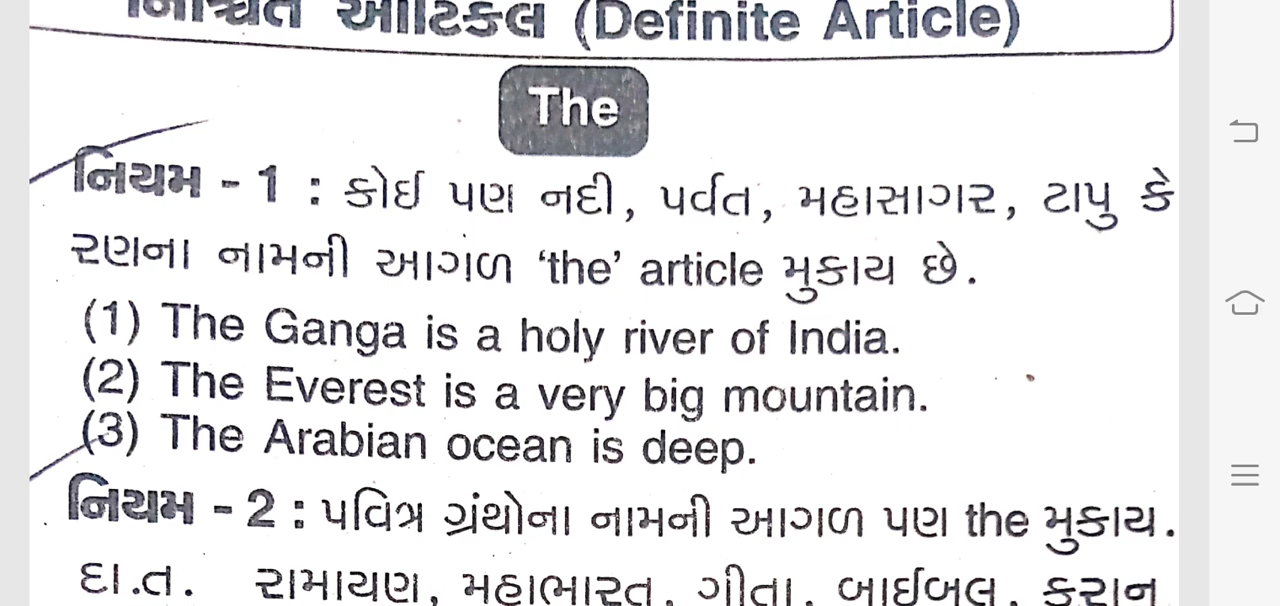 નિશ્ચિત આર્ટિકલ (Definite Article)
The
નિયમ - 1 : કોઈ પણ નદી, પર્વત, મહાસાગર, ટાપુ કે
રણના નામની આગળ ‘the’ article મુકાય છે.
(1) The Ganga is a holy river of India.
(2) The Everest is a very big mountain.
(3) The Arabian ocean is deep.
નિયમ - 2 : પવિત્ર ગ્રંથોના નામની આગળ પણ the મુકાય.
દા.ત. રામાયણ, મહાભારત, ગીતા, બાઈબલ, કુરાન